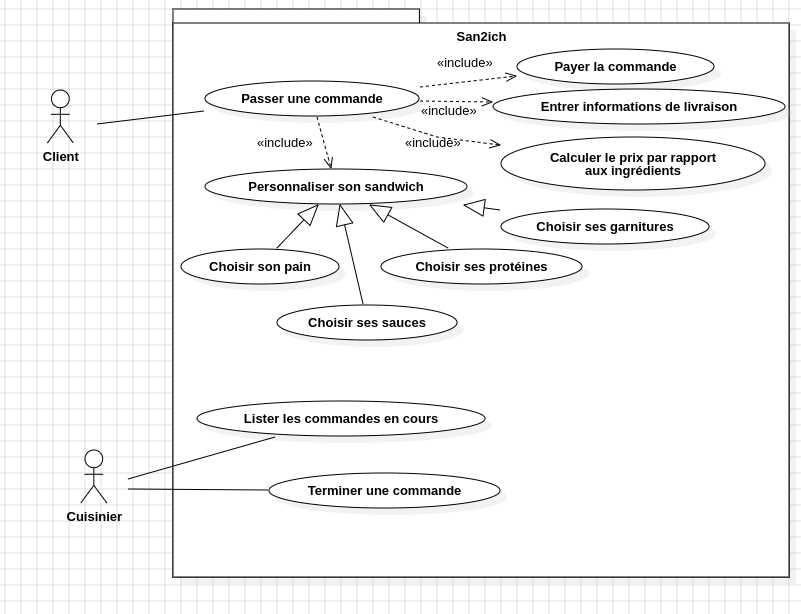 San2ich
«include»
Payer la commande
Passer une commande
Entrer informations de livraison
«include»
«include»
«include»
Client
Calculer le prix par rapport
aux ingrédients
Personnaliser son sandwich
Choisir ses garnitures
Choisir son pain
Choisir ses protéines
Choisir ses sauces
Lister les commandes en cours
Terminer une commande
Cuisinier